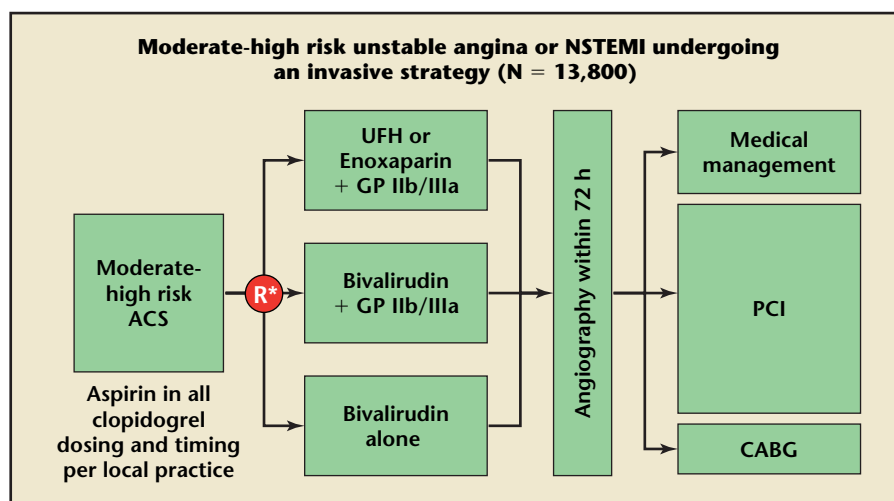 Moderate-high risk unstable angina or NSTEMI undergoing
an invasive strategy (N = 13,800)
Moderate-
high risk
ACS
Aspirin in all
clopidogrel
dosing and timing
per local practice
R*
UFH or
Enoxaparin
+ GP IIb/IIIa
Bivalirudin
+ GP IIb/IIIa
Bivalirudin
alone
Angiography within 72 h
Medical
management
PCI
CABG